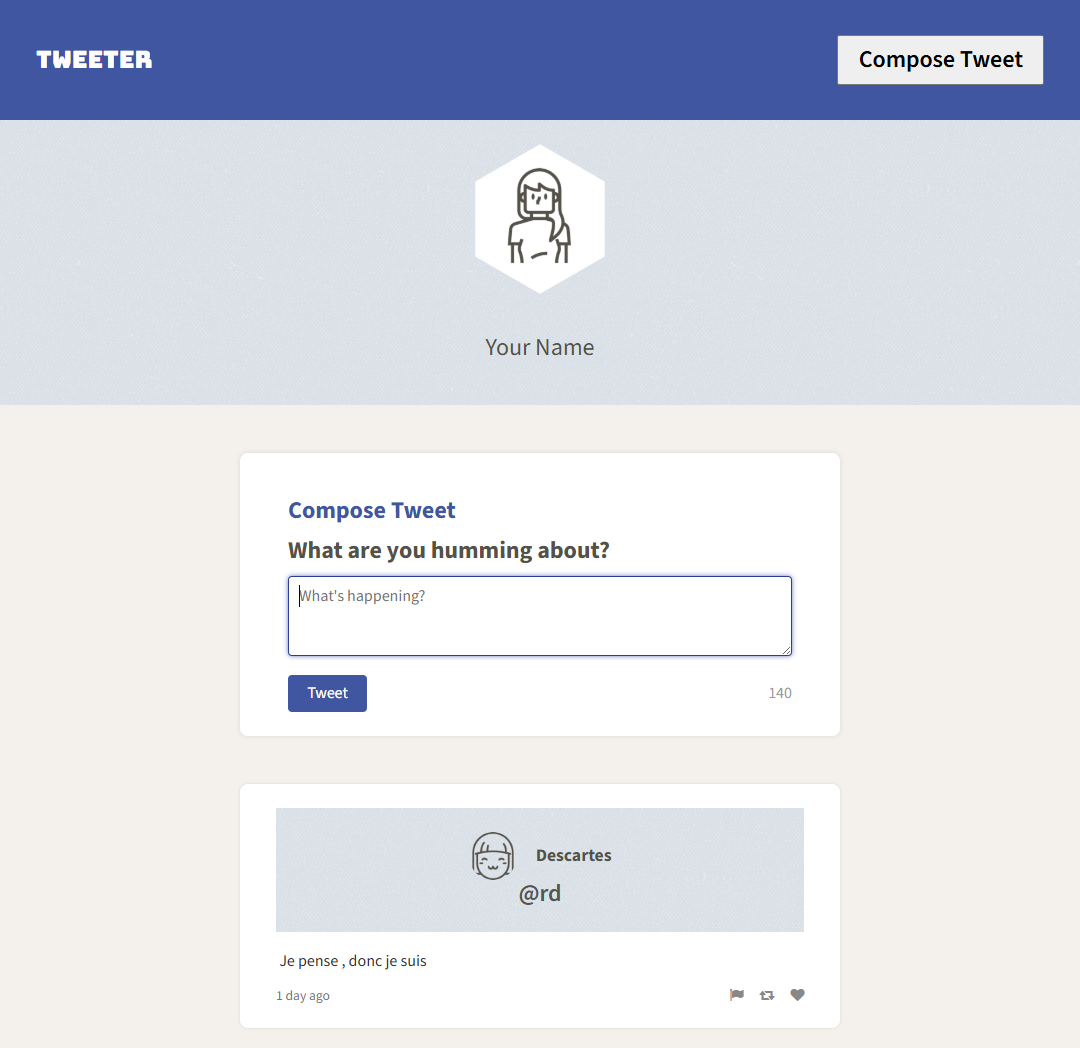 TWEETER
Compose Tweet
Your Name
Compose Tweet
What are you humming about?
What's happening?
Tweet
140
Descartes
@rd
Je pense , donc je suis
1 day ago